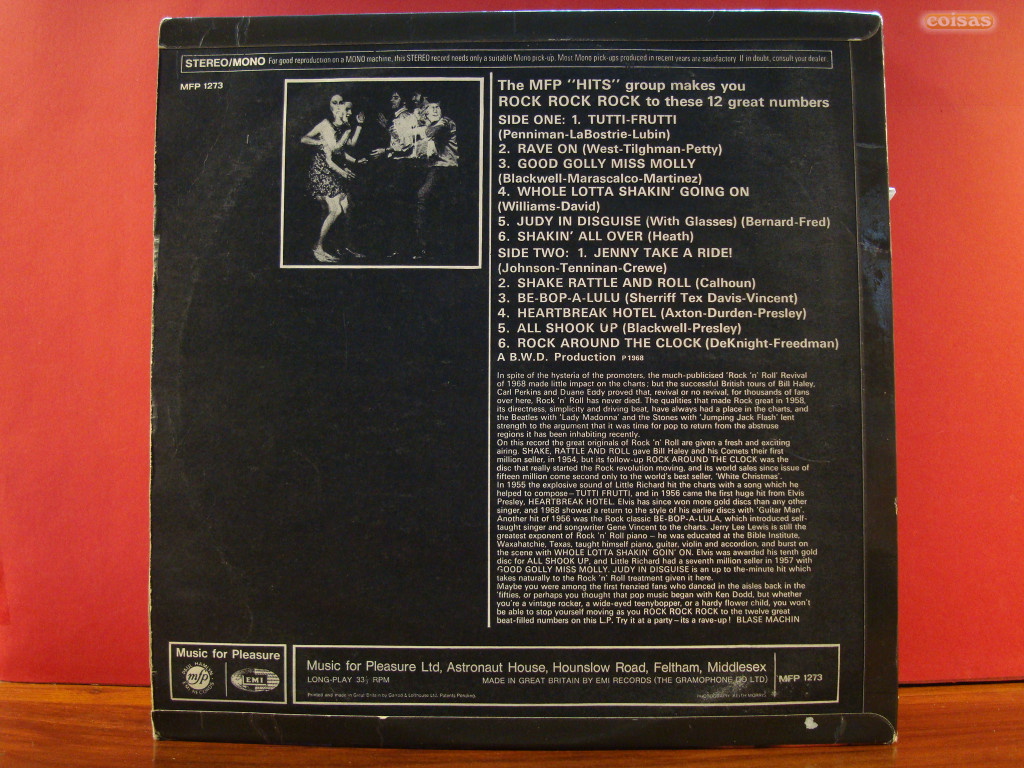 coisas
STEREO/MONO For good reproduction on a MONO machine, this STEREO record needs only a suitable Mono pick-up. Most Mono pick-ups produced in recent years are satisfactory. If in doubt, consult your dealer.
MFP 1273
The MFP "HITS" group makes you
ROCK ROCK ROCK to these 12 great numbers
SIDE ONE: 1. TUTTI-FRUTTI
(Penniman-LaBostrie-Lubin)
2. RAVE ON (West-Tilghman-Petty)
3. GOOD GOLLY MISS MOLLY
(Blackwell-Marascalco-Martinez)
4. WHOLE LOTTA SHAKIN' GOING ON
(Williams-David)
5. JUDY IN DISGUISE (With Glasses) (Bernard-Fred)
6. SHAKIN' ALL OVER (Heath)
SIDE TWO: 1. JENNY TAKE A RIDE!
(Johnson-Tenninan-Crewe)
2. SHAKE RATTLE AND ROLL (Calhoun)
3. BE-BOP-A-LULU (Sherriff Tex Davis-Vincent)
4. HEARTBREAK HOTEL (Axton-Durden-Presley)
5. ALL SHOOK UP (Blackwell-Presley)
6. ROCK AROUND THE CLOCK (DeKnight-Freedman)
A B.W.D. Production P 1968
In spite of the hysteria of the promoters, the much-publicised 'Rock 'n' Roll' Revival
of 1968 made little impact on the charts; but the successful British tours of Bill Haley,
Carl Perkins and Duane Eddy proved that, revival or no revival, for thousands of fans
over here, Rock 'n' Roll has never died. The qualities that made Rock great in 1958,
its directness, simplicity and driving beat, have always had a place in the charts, and
the Beatles with 'Lady Madonna' and the Stones with 'Jumping Jack Flash' lent
strength to the argument that it was time for pop to return from the abstruse
regions it has been inhabiting recently.
On this record the great originals of Rock 'n' Roll are given a fresh and exciting
airing. SHAKE, RATTLE AND ROLL gave Bill Haley and his Comets their first
million seller, in 1954, but its follow-up ROCK AROUND THE CLOCK was the
disc that really started the Rock revolution moving, and its world sales since issue of
fifteen million come second only to the world's best seller, 'White Christmas'.
In 1955 the explosive sound of Little Richard hit the charts with a song which he
helped to compose – TUTTI FRUTTI, and in 1956 came the first huge hit from Elvis
Presley, HEARTBREAK HOTEL. Elvis has since won more gold discs than any other
singer, and 1968 showed a return to the style of his earlier discs with 'Guitar Man'.
Another hit of 1956 was the Rock classic BE-BOP-A-LULA, which introduced self-
taught singer and songwriter Gene Vincent to the charts. Jerry Lee Lewis is still the
greatest exponent of Rock 'n' Roll piano – he was educated at the Bible Institute,
Waxahatchie, Texas, taught himself piano, guitar, violin and accordion, and burst on
the scene with WHOLE LOTTA SHAKIN' GOIN' ON. Elvis was awarded his tenth gold
disc for ALL SHOOK UP, and Little Richard had a seventh million seller in 1957 with
GOOD GOLLY MISS MOLLY. JUDY IN DISGUISE is an up to-the-minute hit which
takes naturally to the Rock 'n' Roll treatment given it here.
Maybe you were among the first frenzied fans who danced in the aisles back in the
'fifties, or perhaps you thought that pop music began with Ken Dodd, but whether
you're a vintage rocker, a wide-eyed teenybopper, or a hardy flower child, you won't
be able to stop yourself moving as you ROCK ROCK ROCK to the twelve great
beat-filled numbers on this L.P. Try it at a party – its a rave-up! BLASE MACHIN
Music for Pleasure
PAUL HAMLYN
mfp
RECORDS
EMI
Music for Pleasure Ltd, Astronaut House, Hounslow Road, Feltham, Middlesex
LONG-PLAY 33⅓ RPM MADE IN GREAT BRITAIN BY EMI RECORDS (THE GRAMOPHONE CO LTD)
MFP 1273
Printed and made in Great Britain by Garrod & Lofthouse Ltd. Patents Pending.
PHOTOGRAPH: KEITH MORRIS